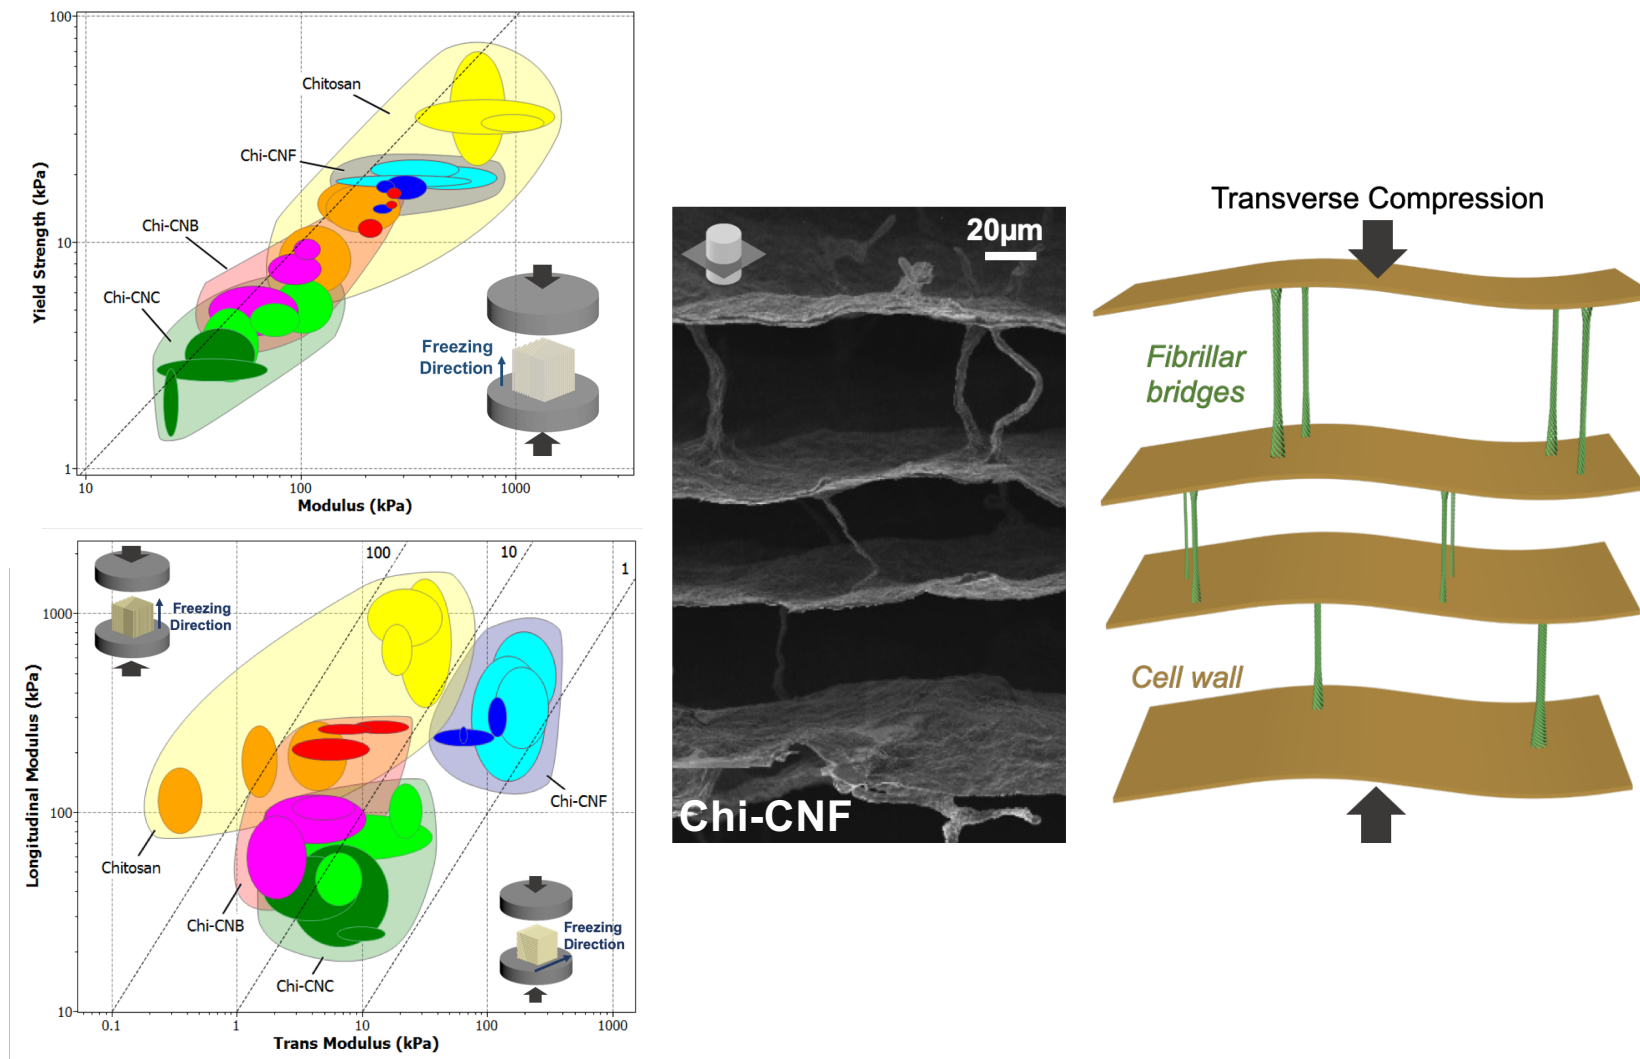 100
10
1
Yield Strength (kPa)
Chitosan
Chi-CNF
Chi-CNB
Chi-CNC
Freezing
Direction
10
100
1000
Modulus (kPa)
1000
100
10
Longitudinal Modulus (kPa)
100
10
1
Freezing
Direction
Chitosan
Chi-CNB
Chi-CNC
Chi-CNF
Freezing
Direction
0.1
1
10
100
1000
Trans Modulus (kPa)
20µm
Chi-CNF
Transverse Compression
Fibrillar
bridges
Cell wall